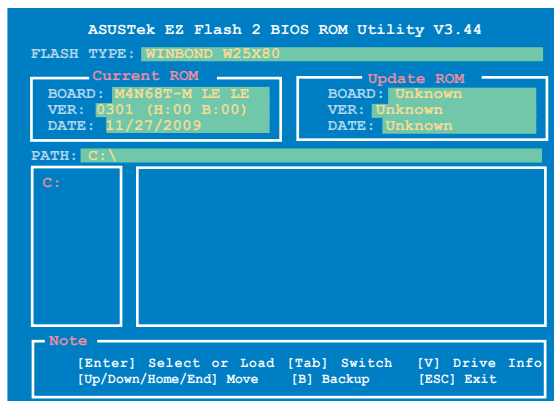 ASUSTek EZ Flash 2 BIOS ROM Utility V3.44
FLASH TYPE: WINBOND W25X80
Current ROM
BOARD: M4N68T-M LE LE
VER: 0301 (H:00 B:00)
DATE: 11/27/2009
Update ROM
BOARD: Unknown
VER: Unknown
DATE: Unknown
PATH: C:\
C:
Note
[Enter] Select or Load [Tab] Switch [V] Drive Info
[Up/Down/Home/End] Move [B] Backup [ESC] Exit